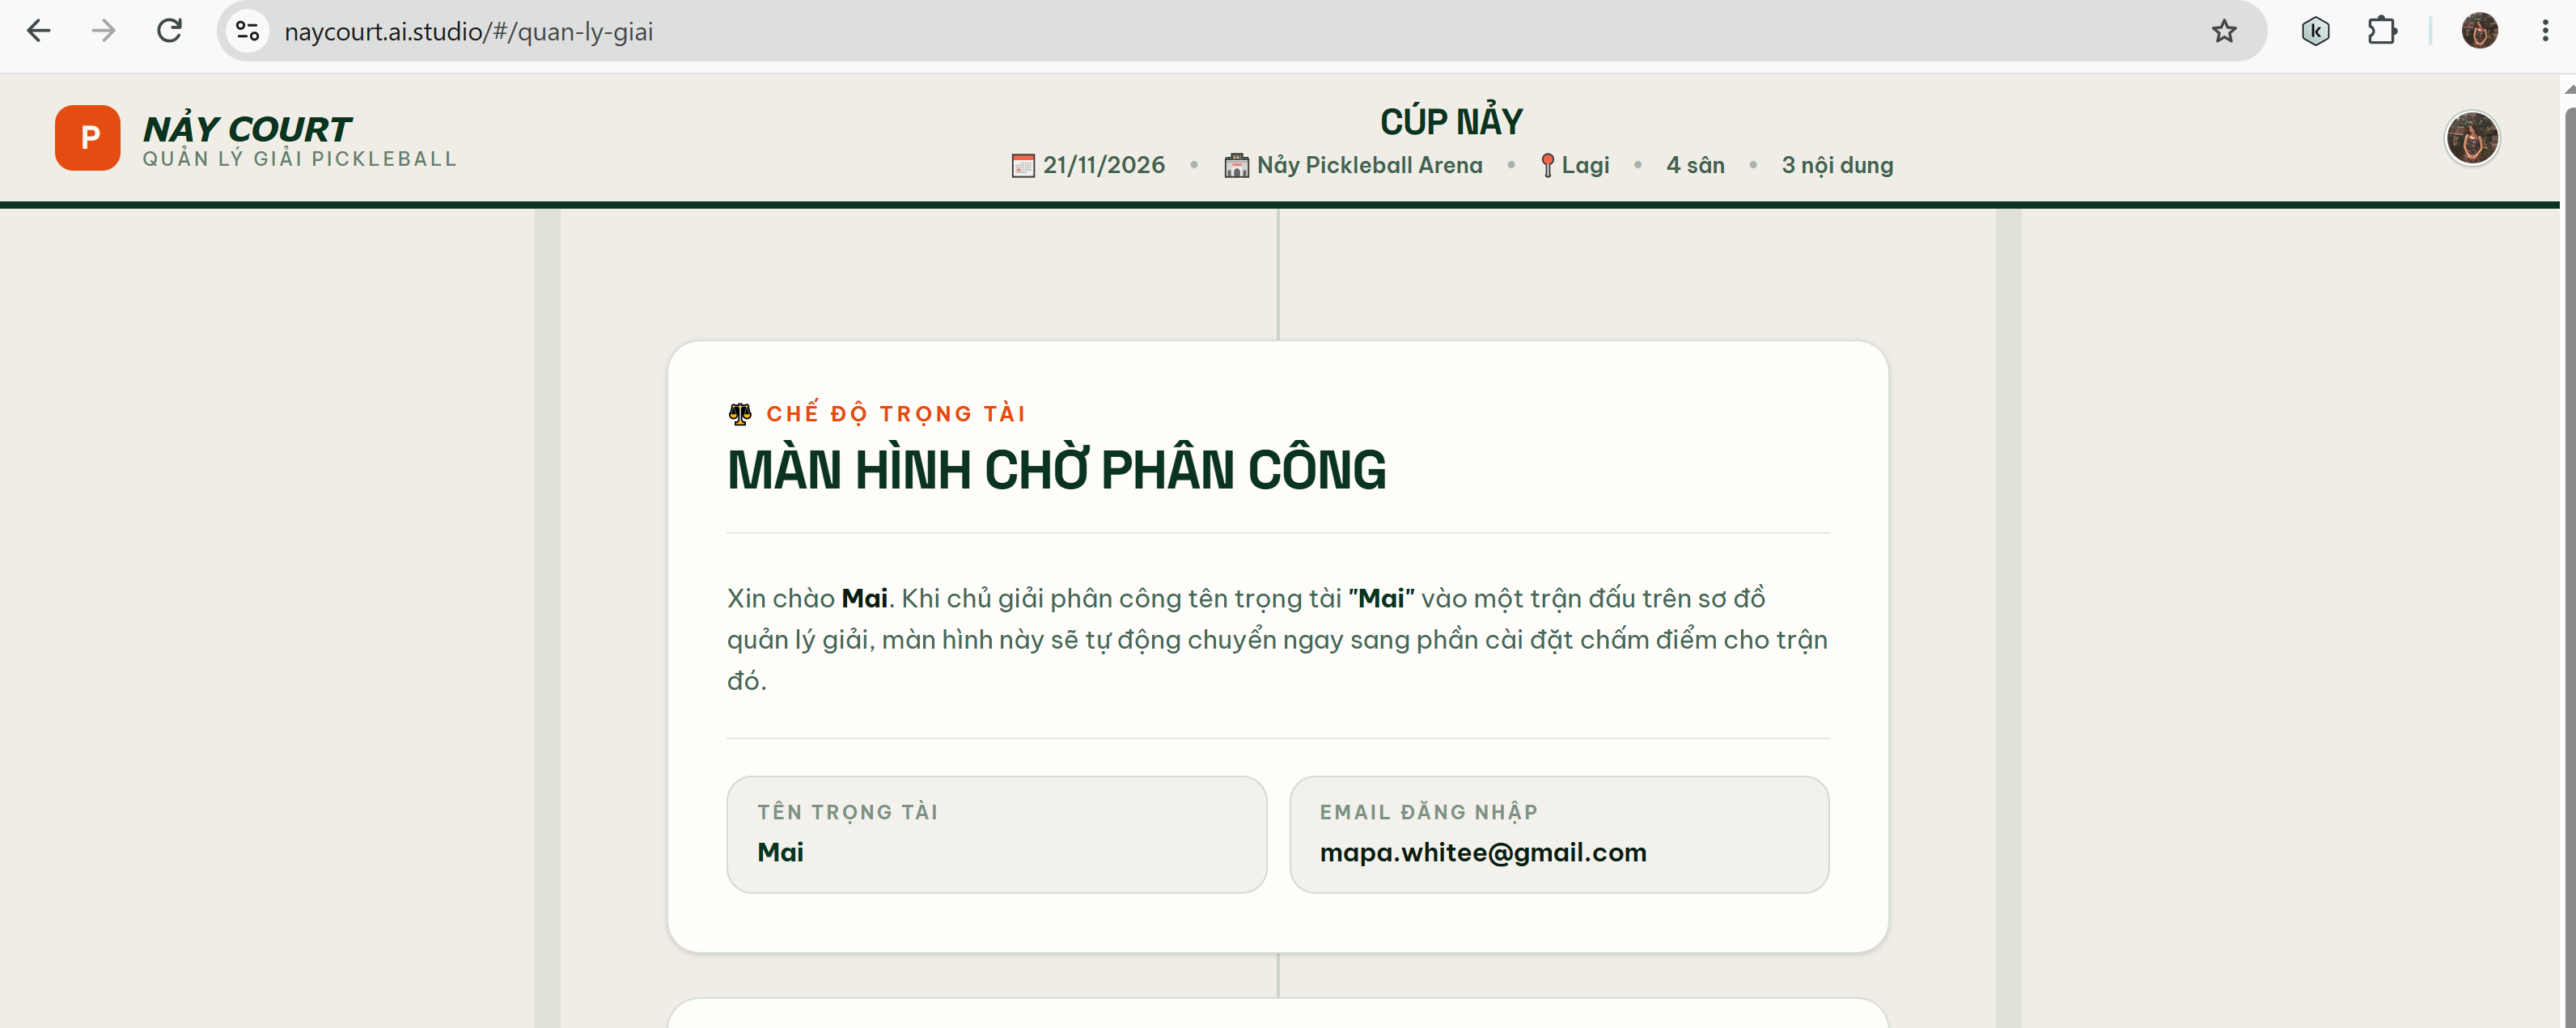 naycourt.ai.studio/#/quan-ly-giai
P
NẢY COURT
QUẢN LÝ GIẢI PICKLEBALL
CÚP NẢY
21/11/2026 • Nảy Pickleball Arena • Lagi • 4 sân • 3 nội dung
CHẾ ĐỘ TRỌNG TÀI
MÀN HÌNH CHỜ PHÂN CÔNG
Xin chào Mai. Khi chủ giải phân công tên trọng tài "Mai" vào một trận đấu trên sơ đồ
quản lý giải, màn hình này sẽ tự động chuyển ngay sang phần cài đặt chấm điểm cho trận
đó.
TÊN TRỌNG TÀI
Mai
EMAIL ĐĂNG NHẬP
mapa.whitee@gmail.com